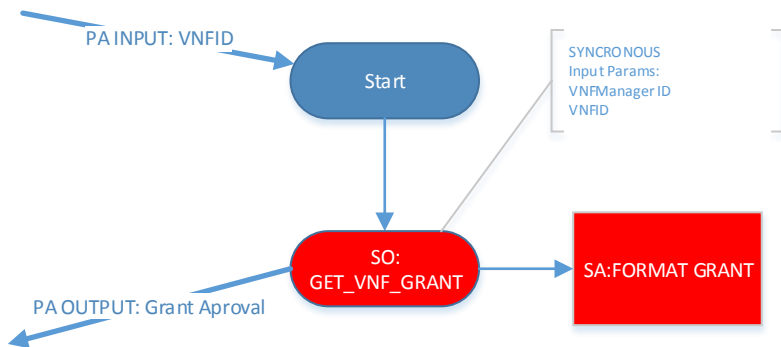 PA INPUT: VNFID
Start
SYNCRONOUS
Input Params:
VNFManager ID
VNFID
SO:
GET_VNF_GRANT
SA:FORMAT GRANT
PA OUTPUT: Grant Aproval